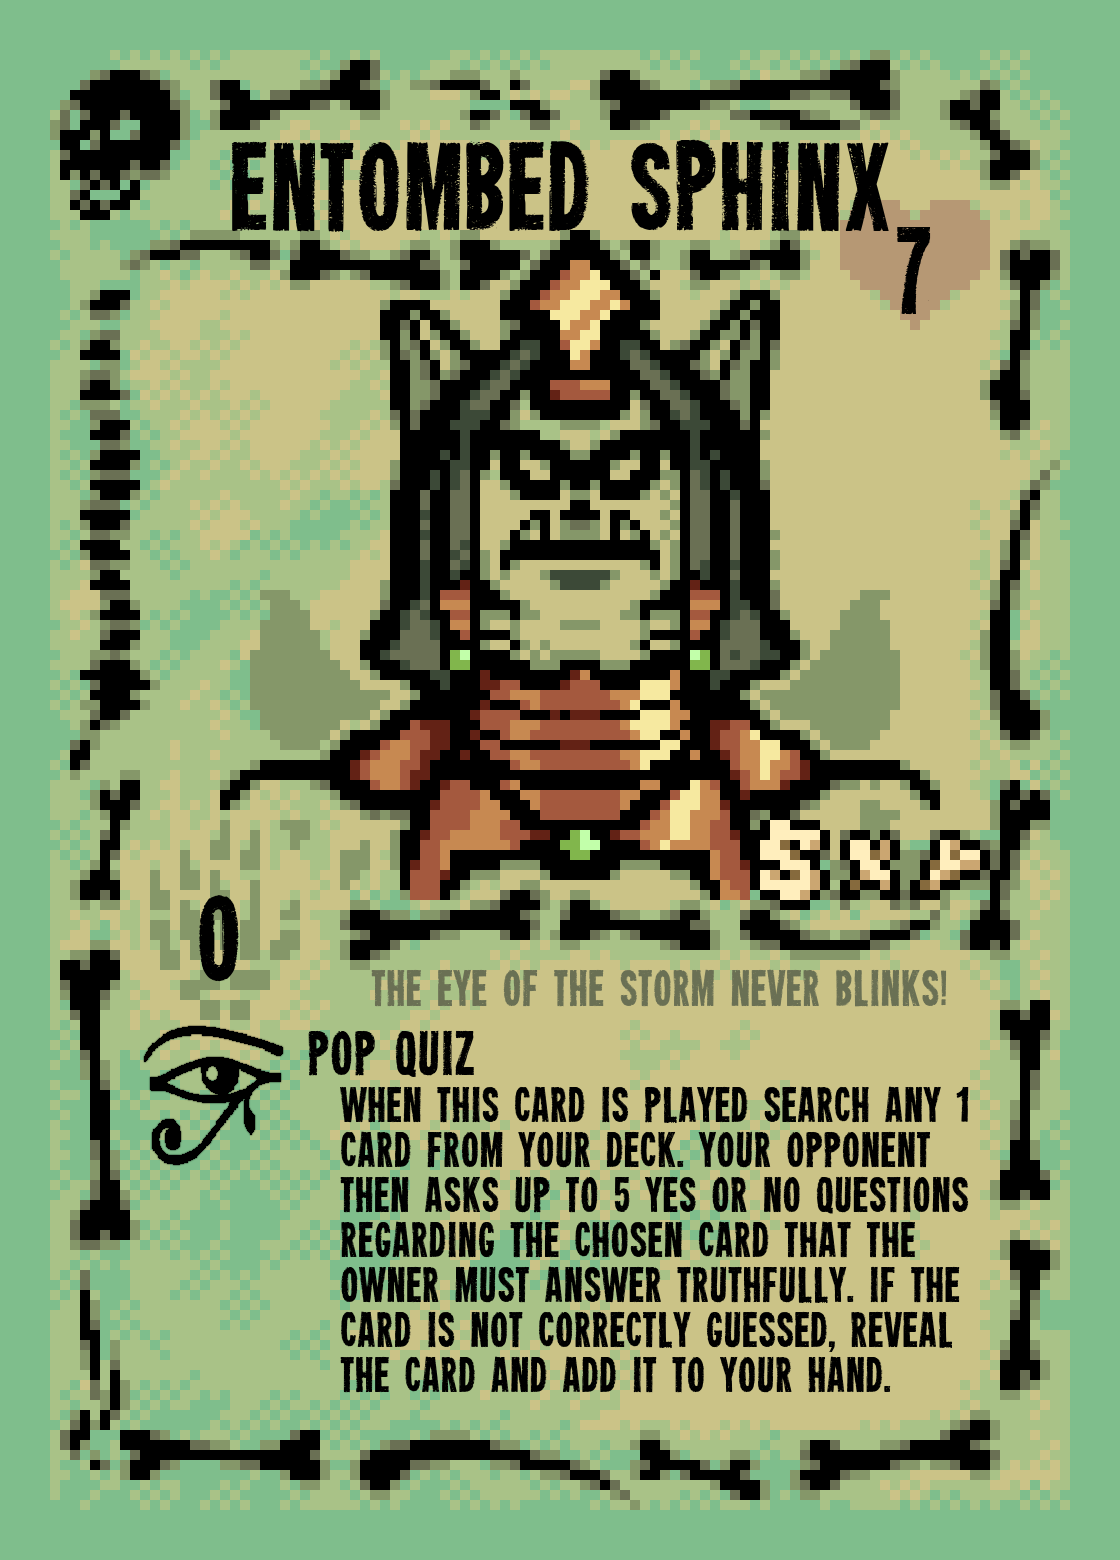 ENTOMBED SPHINX
7
SXP
0
THE EYE OF THE STORM NEVER BLINKS!
POP QUIZ
WHEN THIS CARD IS PLAYED SEARCH ANY 1
CARD FROM YOUR DECK. YOUR OPPONENT
THEN ASKS UP TO 5 YES OR NO QUESTIONS
REGARDING THE CHOSEN CARD THAT THE
OWNER MUST ANSWER TRUTHFULLY. IF THE
CARD IS NOT CORRECTLY GUESSED, REVEAL
THE CARD AND ADD IT TO YOUR HAND.